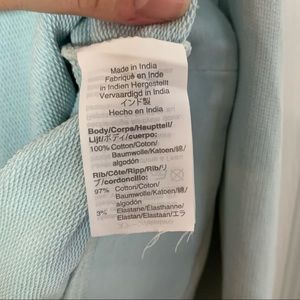 Made in India
Fabriqué en Inde
in Indien Hergestellt
Vervaardigd in India
インド製
Hecho en India
Body/Corps/Hauptteil/
Lijf/ボディ/cuerpo:
100% Cotton/Coton/
Baumwolle/Katoen/綿/
algodón
Rib/Côte/Ripp/Rib/リ
ブ/cordoncillo:
97% Cotton/Coton/
Baumwolle/Katoen/綿/
algodón
3% Elastane/Élasthanne/
Elastan/Elastaan/エラ